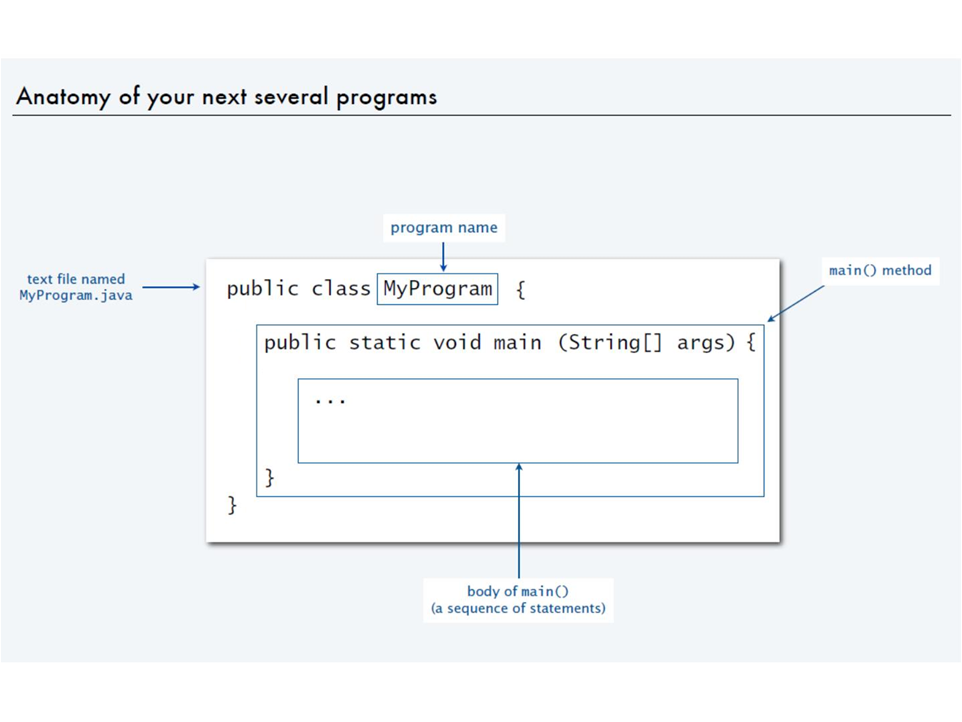 Anatomy of your next several programs
program name
text file named
MyProgram.java
main() method
public class MyProgram {
public static void main (String[] args) {
...
}
}
body of main()
(a sequence of statements)